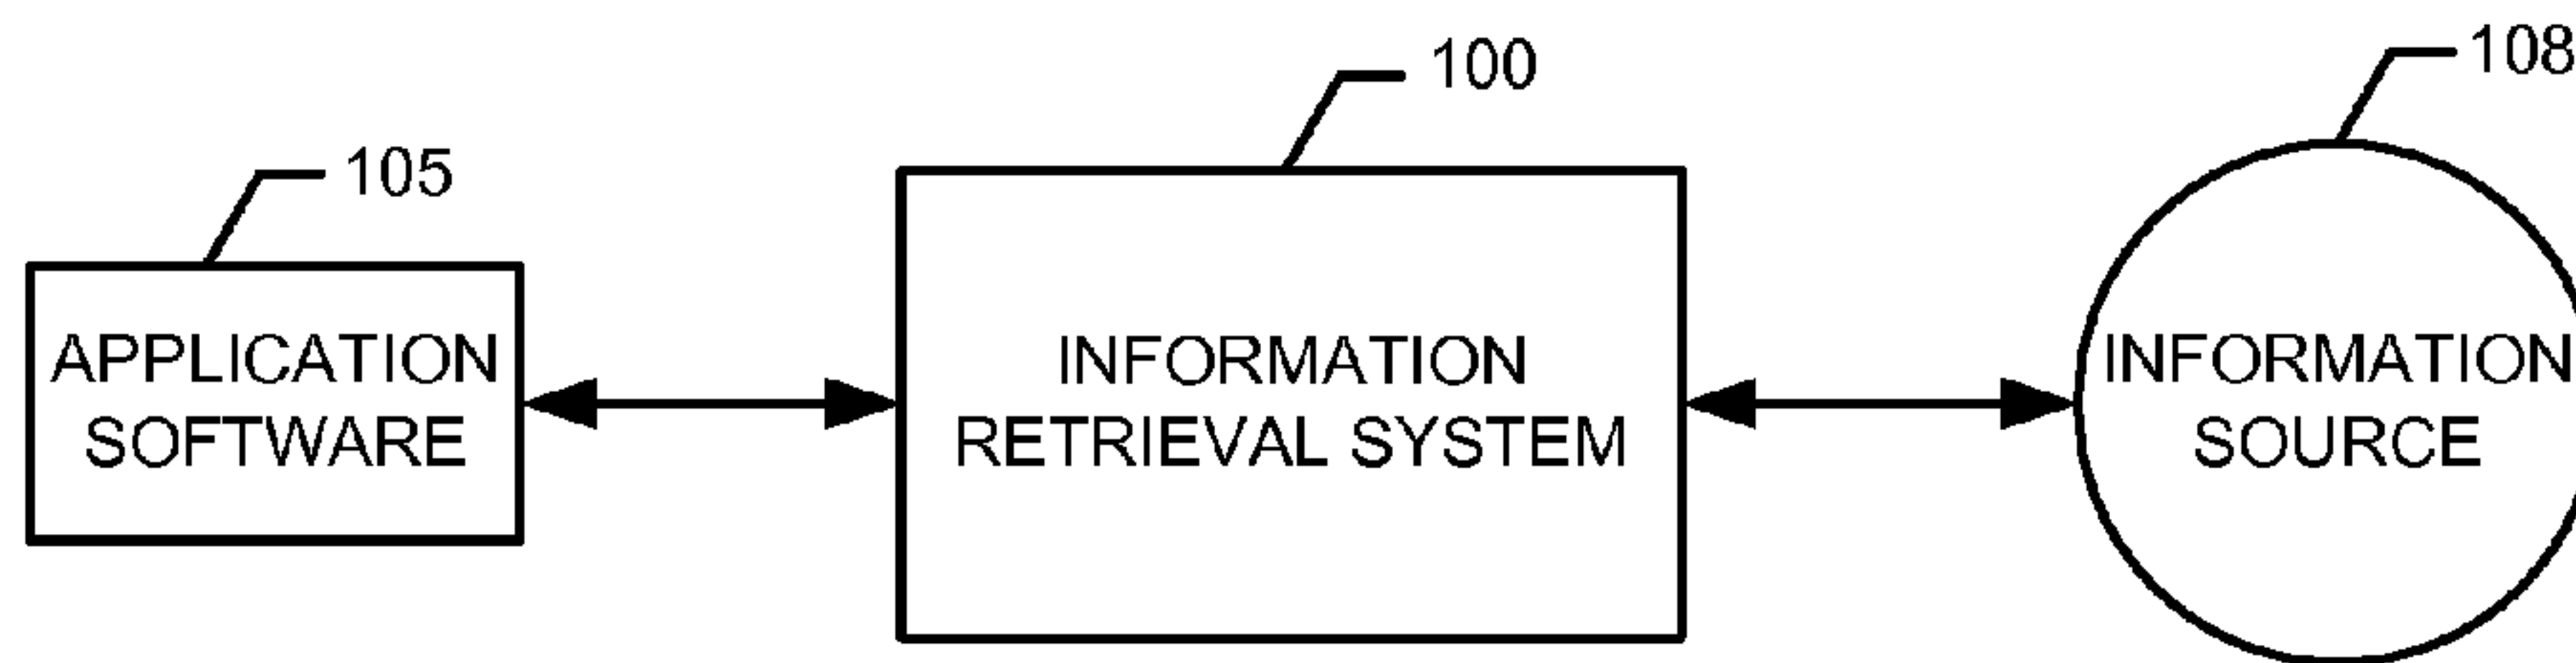 100
108
105
APPLICATION
SOFTWARE
INFORMATION
RETRIEVAL SYSTEM
INFORMATION
SOURCE